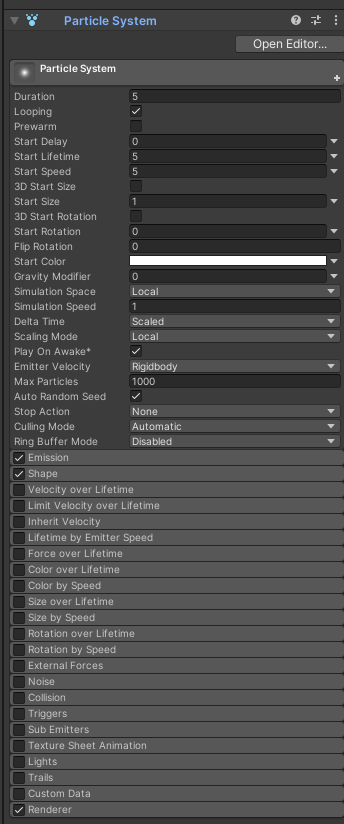 Particle System
Open Editor...
Particle System
Duration 5
Looping
Prewarm
Start Delay 0
Start Lifetime 5
Start Speed 5
3D Start Size
Start Size 1
3D Start Rotation
Start Rotation 0
Flip Rotation 0
Start Color
Gravity Modifier 0
Simulation Space Local
Simulation Speed 1
Delta Time Scaled
Scaling Mode Local
Play On Awake*
Emitter Velocity Rigidbody
Max Particles 1000
Auto Random Seed
Stop Action None
Culling Mode Automatic
Ring Buffer Mode Disabled
Emission
Shape
Velocity over Lifetime
Limit Velocity over Lifetime
Inherit Velocity
Lifetime by Emitter Speed
Force over Lifetime
Color over Lifetime
Color by Speed
Size over Lifetime
Size by Speed
Rotation over Lifetime
Rotation by Speed
External Forces
Noise
Collision
Triggers
Sub Emitters
Texture Sheet Animation
Lights
Trails
Custom Data
Renderer